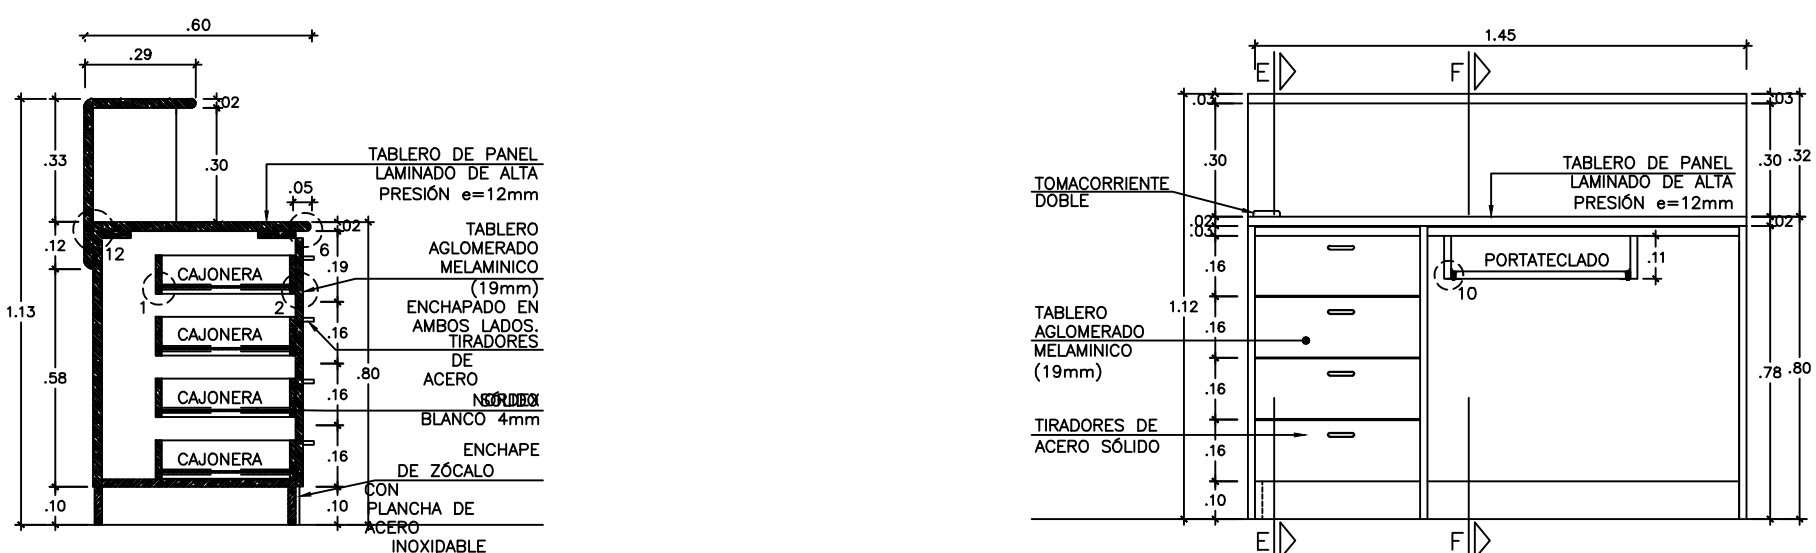 .60
.29
.02
.33
.30
TABLERO DE PANEL
LAMINADO DE ALTA
PRESIÓN e=12mm
.05
.02
.12
12
6
TABLERO
AGLOMERADO
MELAMINICO
(19mm)
ENCHAPADO EN
AMBOS LADOS.
CAJONERA
.19
1
2
1.13
TIRADORES
DE
ACERO
CAJONERA
.16
.58
.80
CAJONERA
.16
BLANCO 4mm
CAJONERA
.16
ENCHAPE
DE ZÓCALO
CON
PLANCHA DE
ACERO
INOXIDABLE
.10
.10
1.45
E
F
.03
.03
.30
.30
.32
TABLERO DE PANEL
LAMINADO DE ALTA
PRESIÓN e=12mm
TOMACORRIENTE
DOBLE
.02
.03
.02
PORTATECLADO
.11
10
.16
1.12
TABLERO
AGLOMERADO
MELAMINICO
(19mm)
.16
.78
.80
.16
TIRADORES DE
ACERO SÓLIDO
.16
.10
E
F